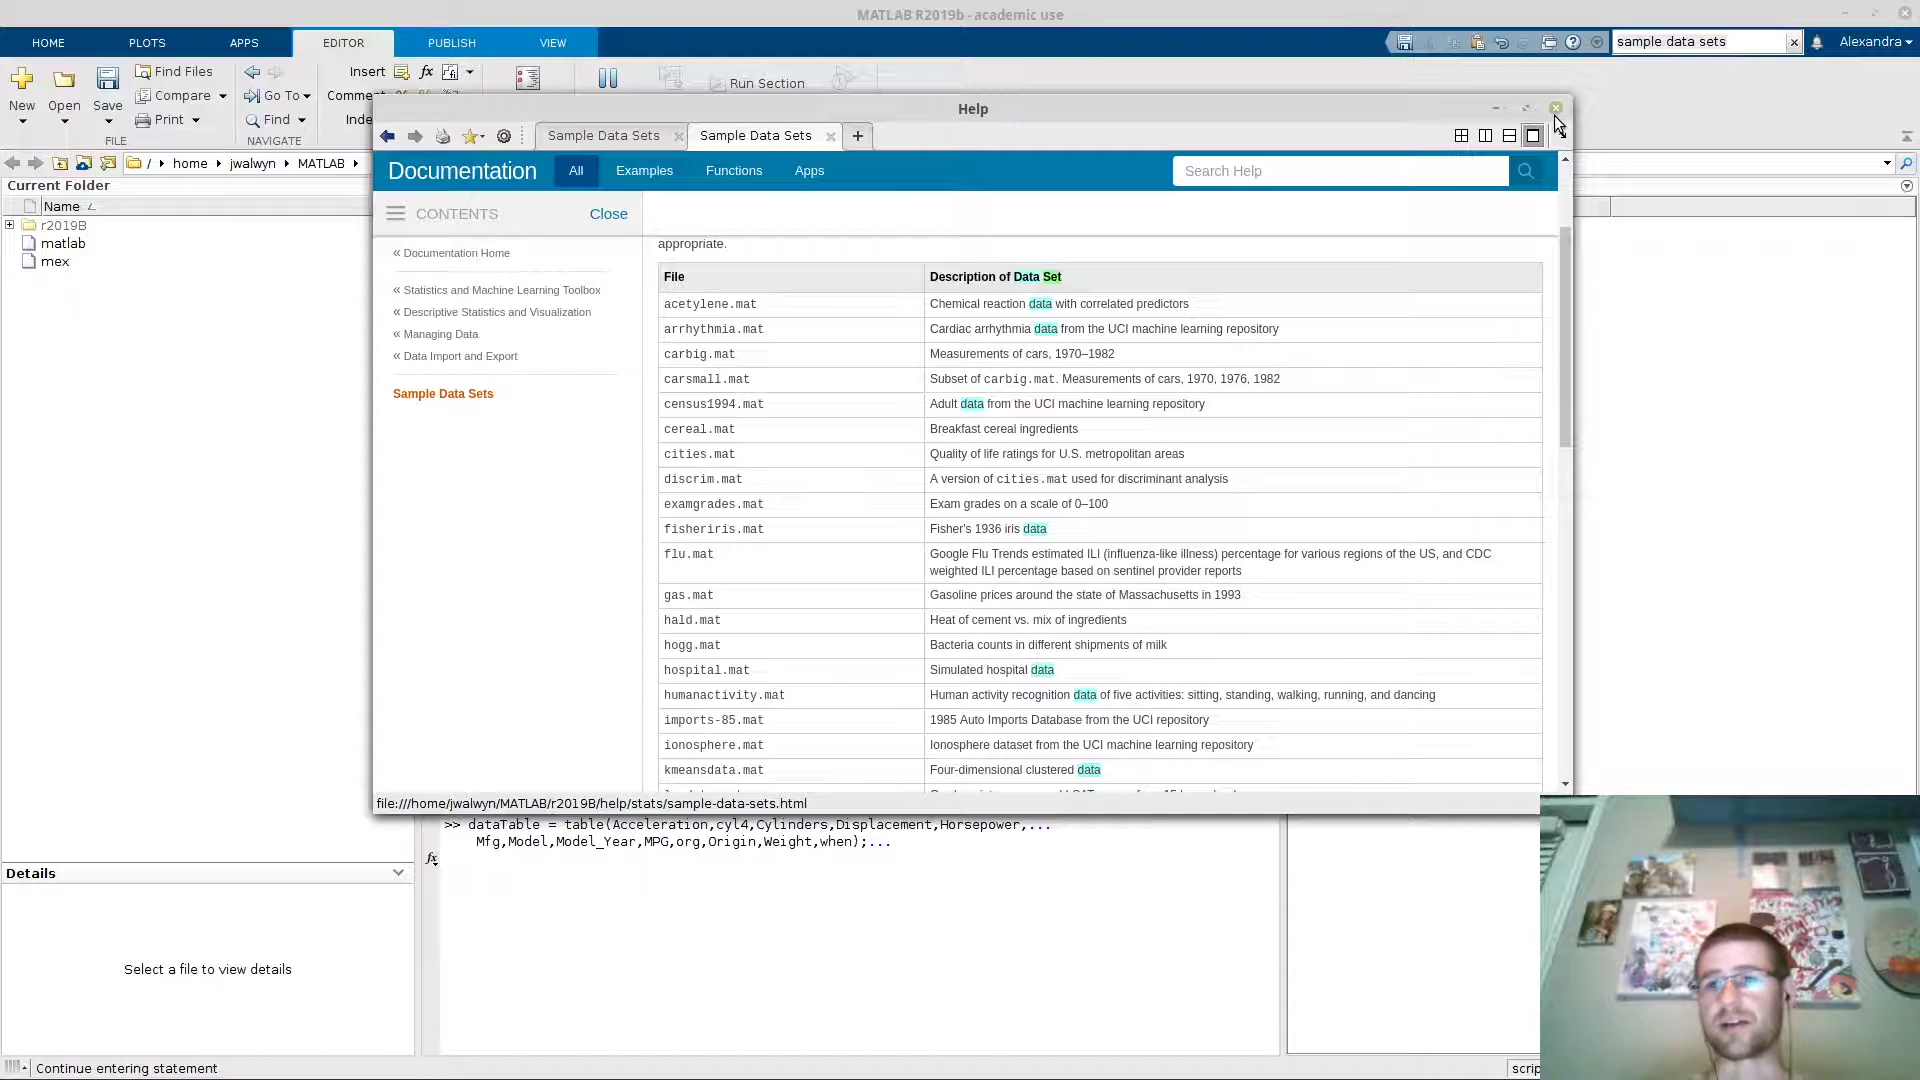 MATLAB R2019b - academic use
HOME PLOTS APPS EDITOR PUBLISH VIEW sample data sets Alexandra
Find Files Insert fx
Compare Go To Comment Run Section
New Open Save Print Find Inde
FILE NAVIGATE
/ home jwalwyn MATLAB
Current Folder
Name
r2019B
matlab
mex
Help
Sample Data Sets Sample Data Sets
Documentation All Examples Functions Apps Search Help
CONTENTS Close
« Documentation Home
« Statistics and Machine Learning Toolbox
« Descriptive Statistics and Visualization
« Managing Data
« Data Import and Export
Sample Data Sets
appropriate.
File Description of Data Set
acetylene.mat Chemical reaction data with correlated predictors
arrhythmia.mat Cardiac arrhythmia data from the UCI machine learning repository
carbig.mat Measurements of cars, 1970–1982
carsmall.mat Subset of carbig.mat. Measurements of cars, 1970, 1976, 1982
census1994.mat Adult data from the UCI machine learning repository
cereal.mat Breakfast cereal ingredients
cities.mat Quality of life ratings for U.S. metropolitan areas
discrim.mat A version of cities.mat used for discriminant analysis
examgrades.mat Exam grades on a scale of 0–100
fisheriris.mat Fisher's 1936 iris data
flu.mat Google Flu Trends estimated ILI (influenza-like illness) percentage for various regions of the US, and CDC
weighted ILI percentage based on sentinel provider reports
gas.mat Gasoline prices around the state of Massachusetts in 1993
hald.mat Heat of cement vs. mix of ingredients
hogg.mat Bacteria counts in different shipments of milk
hospital.mat Simulated hospital data
humanactivity.mat Human activity recognition data of five activities: sitting, standing, walking, running, and dancing
imports-85.mat 1985 Auto Imports Database from the UCI repository
ionosphere.mat Ionosphere dataset from the UCI machine learning repository
kmeansdata.mat Four-dimensional clustered data
file:///home/jwalwyn/MATLAB/r2019B/help/stats/sample-data-sets.html
>> dataTable = table(Acceleration,cyl4,Cylinders,Displacement,Horsepower,...
Mfg,Model,Model_Year,MPG,org,Origin,Weight,when);...
fx
Details
Select a file to view details
Continue entering statement
scrip